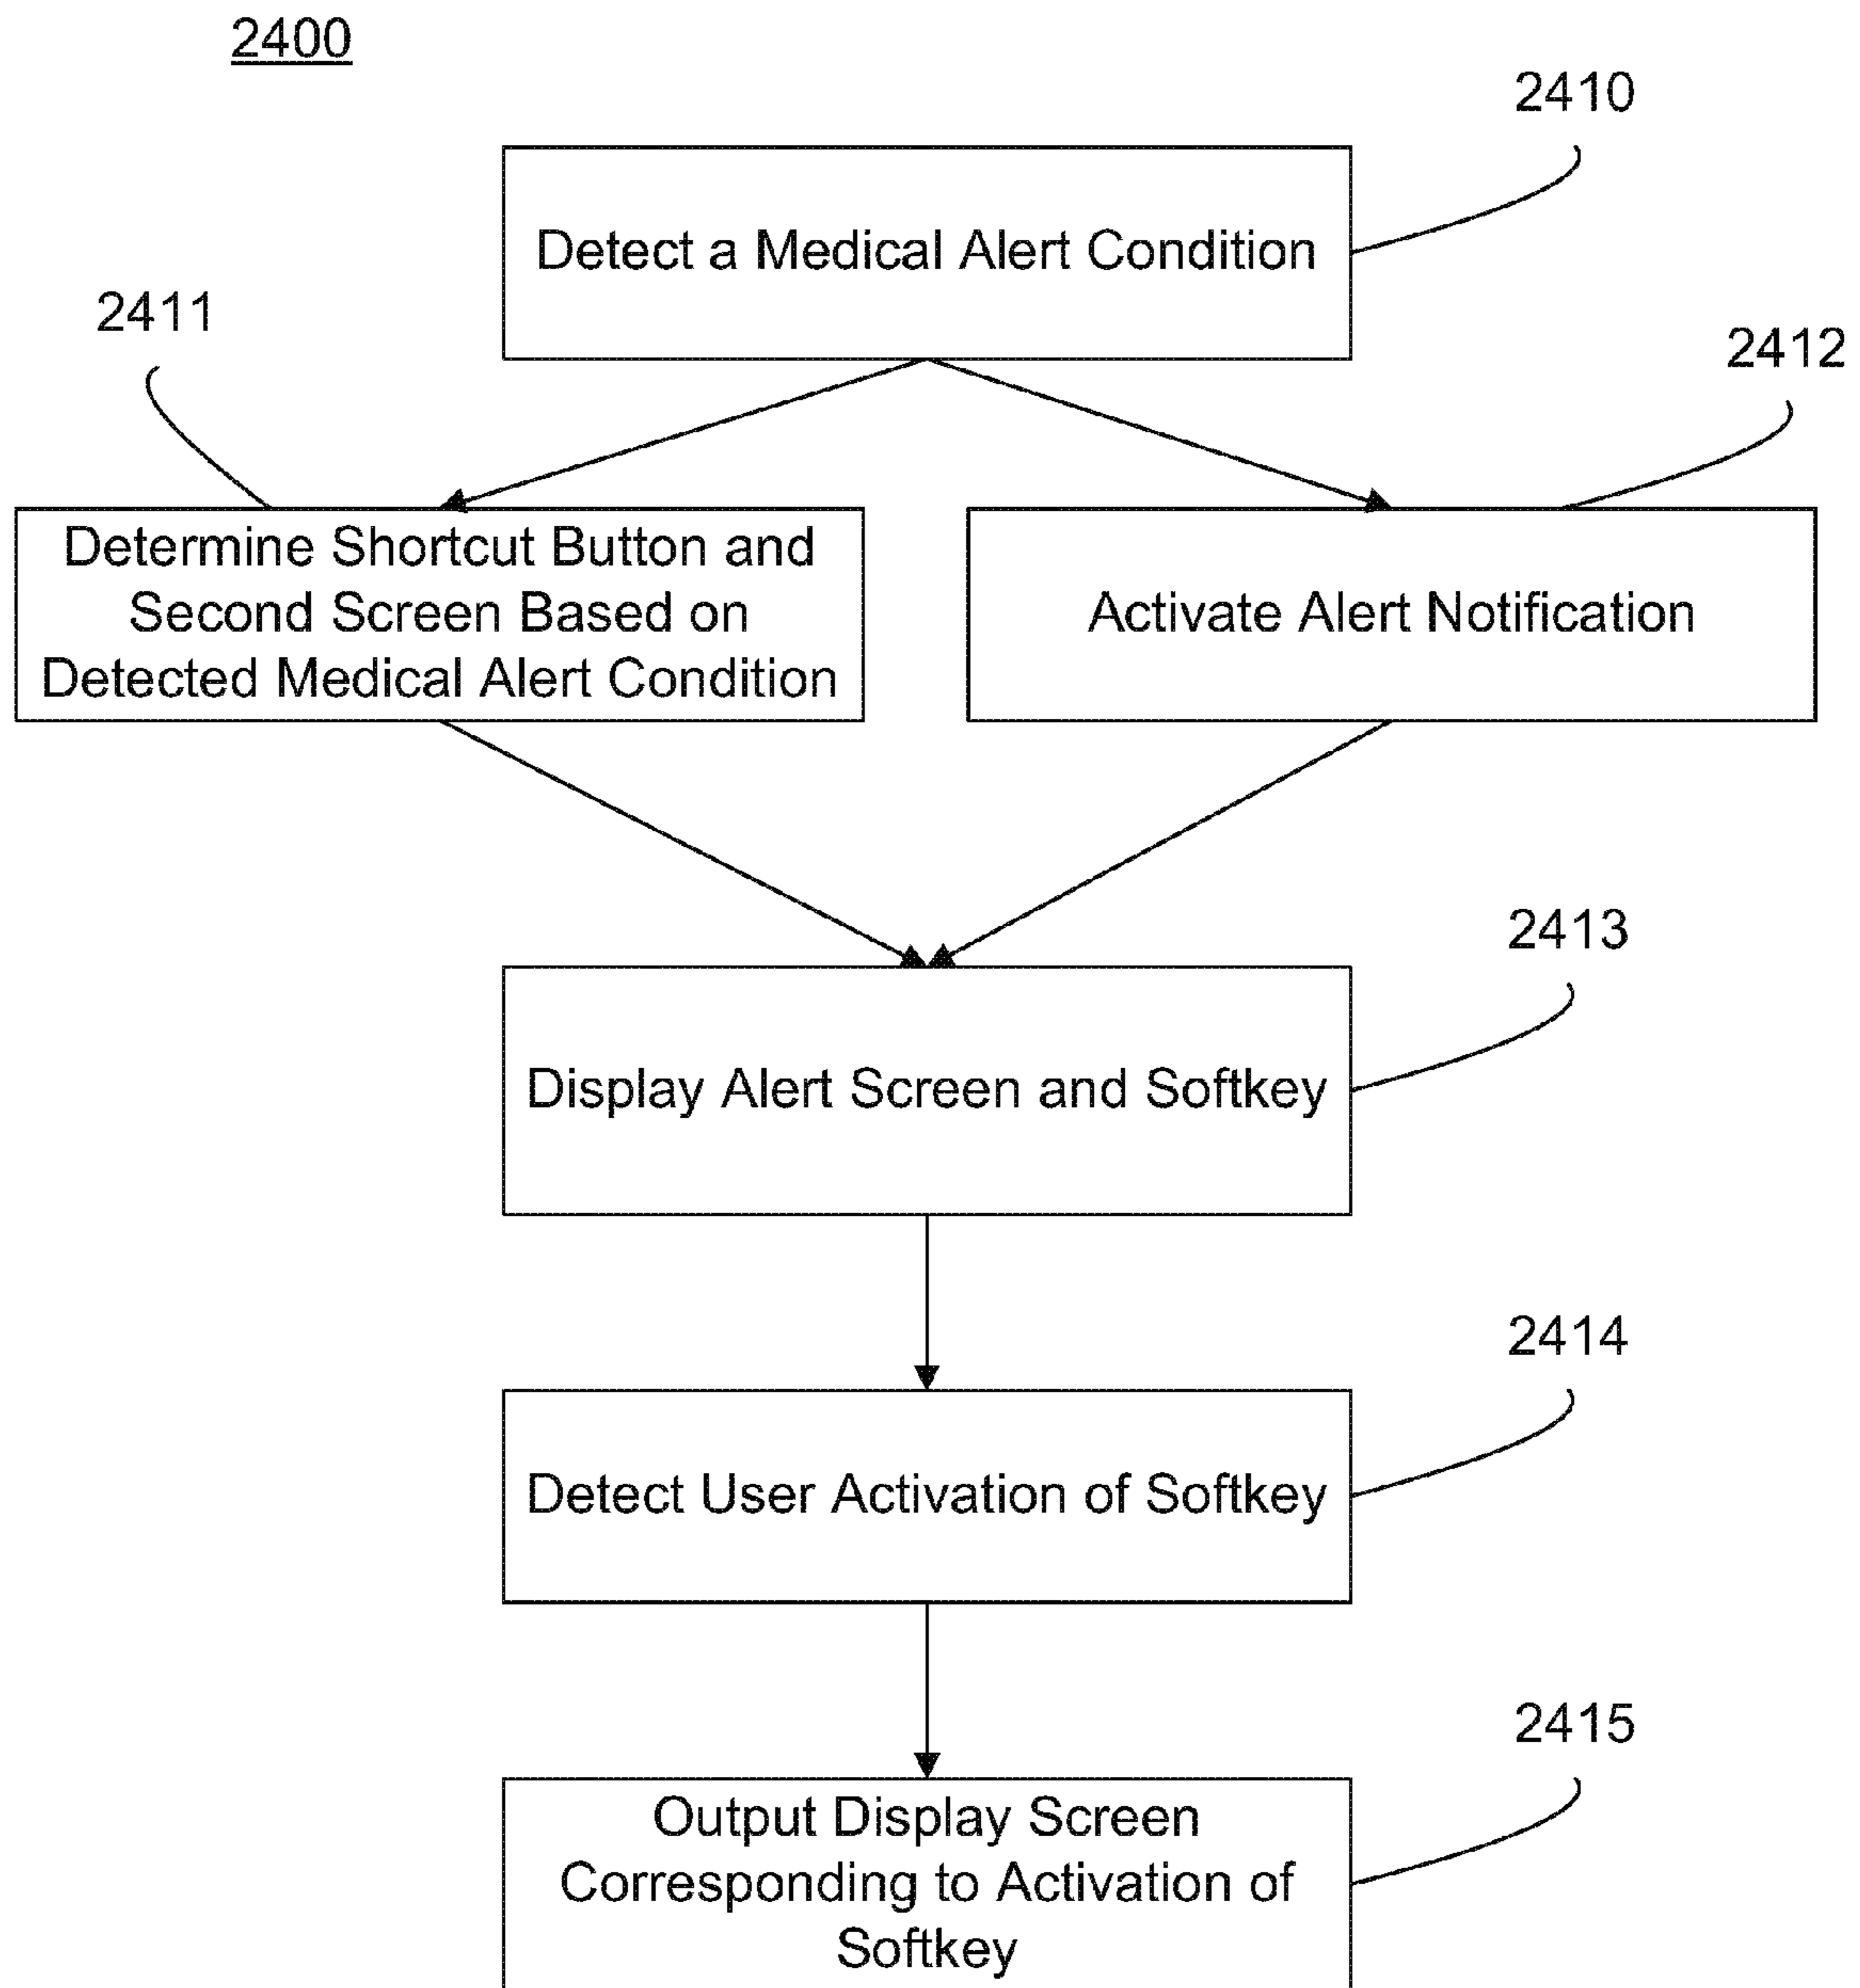 2400
2410
Detect a Medical Alert Condition
2411
2412
Determine Shortcut Button and
Second Screen Based on
Detected Medical Alert Condition
Activate Alert Notification
2413
Display Alert Screen and Softkey
2414
Detect User Activation of Softkey
2415
Output Display Screen
Corresponding to Activation of
Softkey